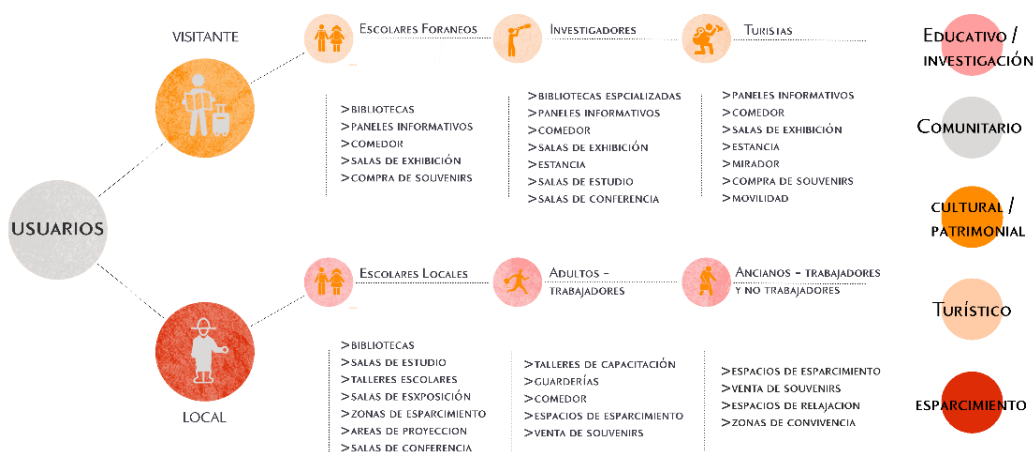 VISITANTE
ESCOLARES FORANEOS
>BIBLIOTECAS
>PANELES INFORMATIVOS
>COMEDOR
>SALAS DE EXHIBICIÓN
>COMPRA DE SOUVENIRS
INVESTIGADORES
>BIBLIOTECAS ESPCIALIZADAS
>PANELES INFORMATIVOS
>COMEDOR
>SALAS DE EXHIBICIÓN
>ESTANCIA
>SALAS DE ESTUDIO
>SALAS DE CONFERENCIA
TURISTAS
>PANELES INFORMATIVOS
>COMEDOR
>SALAS DE EXHIBICIÓN
>ESTANCIA
>MIRADOR
>COMPRA DE SOUVENIRS
>MOVILIDAD
USUARIOS
LOCAL
ESCOLARES LOCALES
>BIBLIOTECAS
>SALAS DE ESTUDIO
>TALLERES ESCOLARES
>SALAS DE ESXPOSICIÓN
>ZONAS DE ESPARCIMIENTO
>AREAS DE PROYECCION
>SALAS DE CONFERENCIA
ADULTOS –
TRABAJADORES
>TALLERES DE CAPACITACIÓN
>GUARDERÍAS
>COMEDOR
>ESPACIOS DE ESPARCIMIENTO
>VENTA DE SOUVENIRS
ANCIANOS – TRABAJADORES
Y NO TRABAJADORES
>ESPACIOS DE ESPARCIMIENTO
>VENTA DE SOUVENIRS
>ESPACIOS DE RELAJACION
>ZONAS DE CONVIVENCIA
EDUCATIVO /
INVESTIGACIÓN
COMUNITARIO
CULTURAL /
PATRIMONIAL
TURÍSTICO
ESPARCIMIENTO